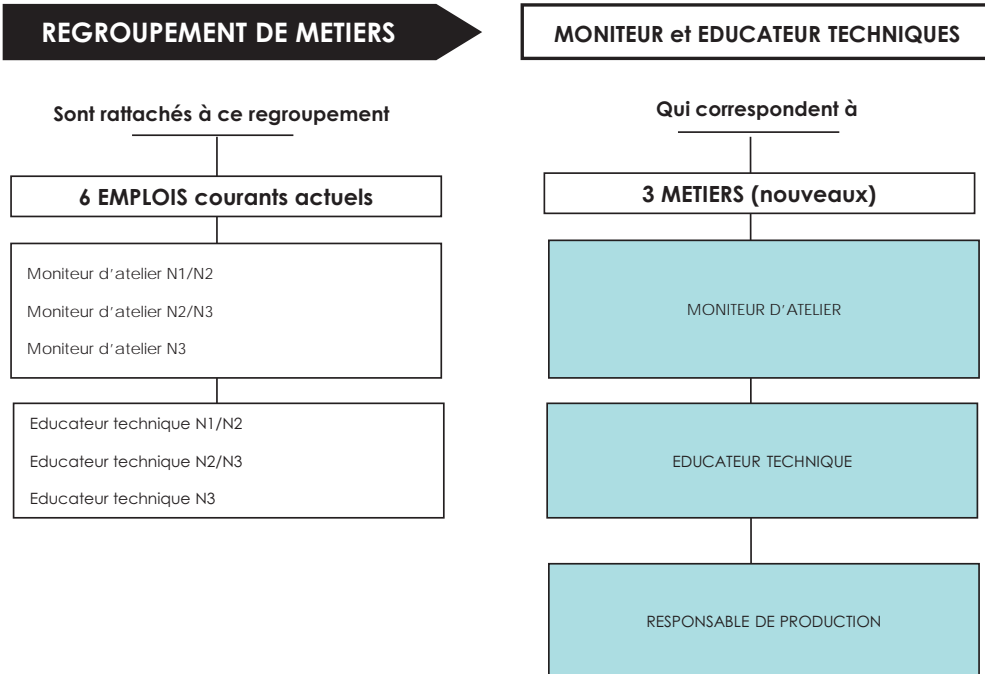 REGROUPEMENT DE METIERS
MONITEUR et EDUCATEUR TECHNIQUES
Sont rattachés à ce regroupement
6 EMPLOIS courants actuels
Moniteur d'atelier N1/N2
Moniteur d'atelier N2/N3
Moniteur d'atelier N3
Educateur technique N1/N2
Educateur technique N2/N3
Educateur technique N3
Qui correspondent à
3 METIERS (nouveaux)
MONITEUR D'ATELIER
EDUCATEUR TECHNIQUE
RESPONSABLE DE PRODUCTION